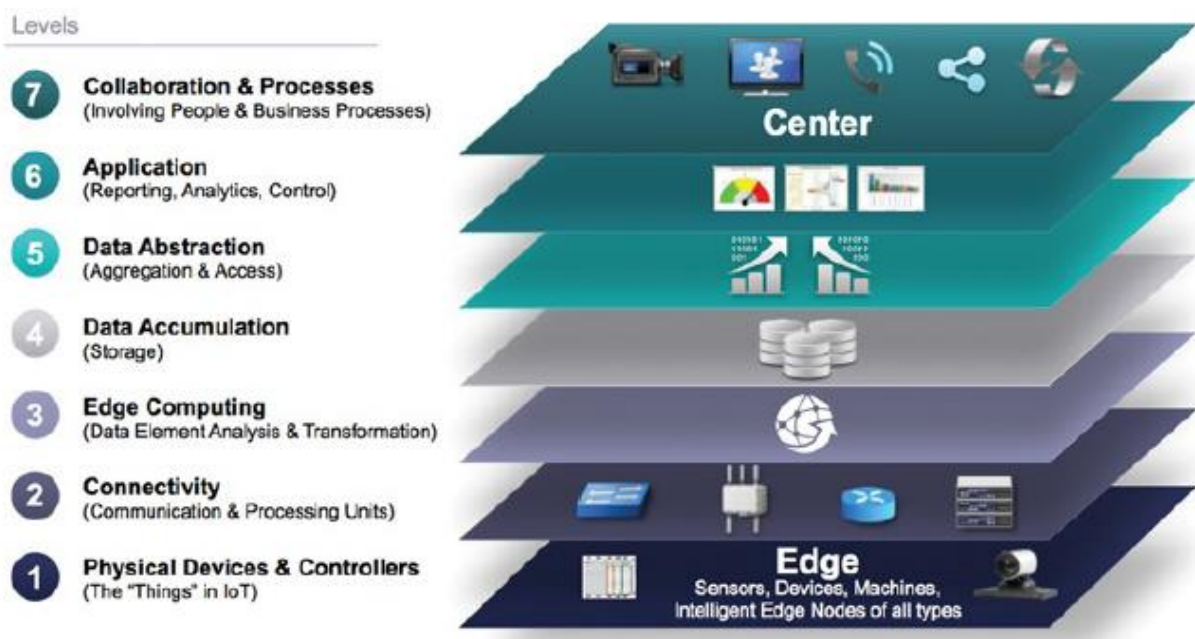 Levels
7
Collaboration & Processes
(Involving People & Business Processes)
6
Application
(Reporting, Analytics, Control)
5
Data Abstraction
(Aggregation & Access)
4
Data Accumulation
(Storage)
3
Edge Computing
(Data Element Analysis & Transformation)
2
Connectivity
(Communication & Processing Units)
1
Physical Devices & Controllers
(The “Things” in IoT)
Center
Edge
Sensors, Devices, Machines,
Intelligent Edge Nodes of all types